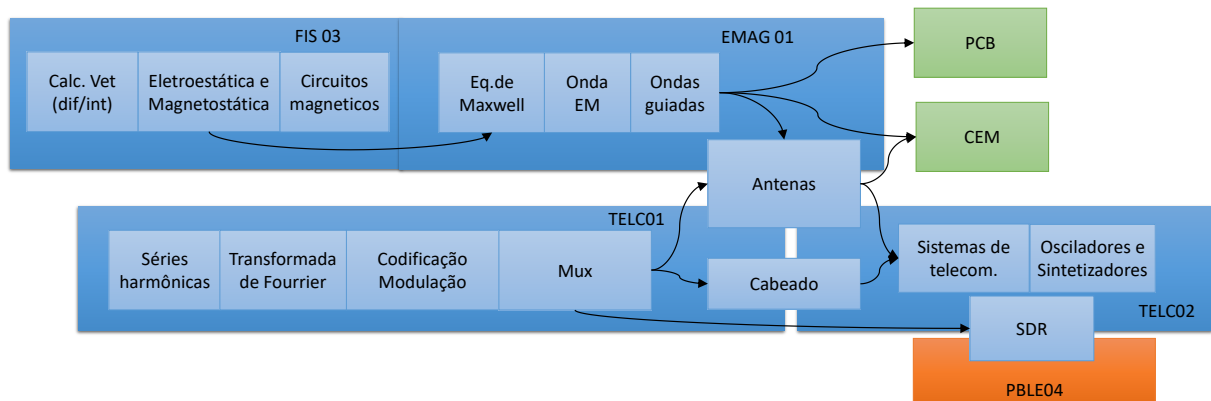 FIS 03
EMAG 01
PCB
Calc. Vet
(dif/int)
Eletroestática e
Magnetostática
Circuitos
magneticos
Eq.de
Maxwell
Onda
EM
Ondas
guiadas
CEM
Antenas
TELC01
Séries
harmônicas
Transformada
de Fourrier
Codificação
Modulação
Mux
Cabeado
Sistemas de
telecom.
Osciladores e
Sintetizadores
TELC02
SDR
PBLE04